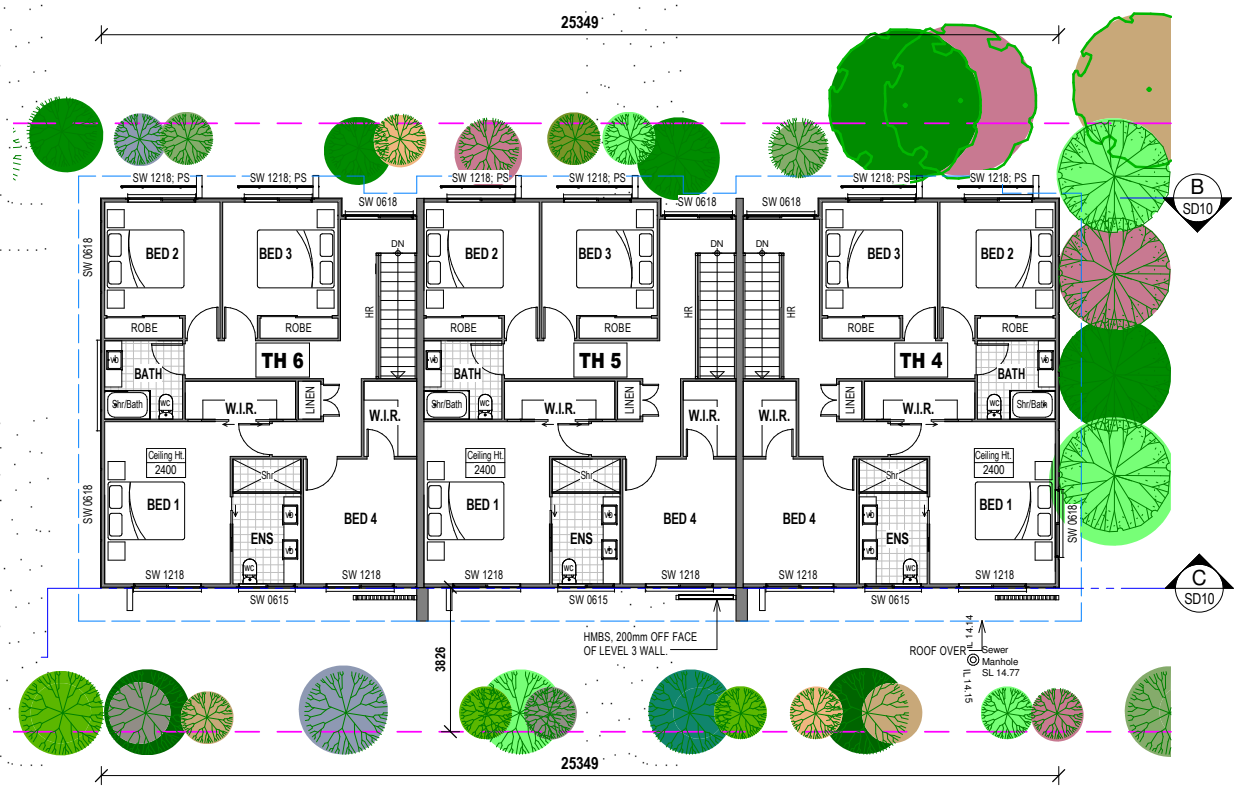 25349
SW 1218; PS
SW 1218; PS
SW 1218; PS
SW 1218; PS
SW 1218; PS
SW 1218; PS
B
SD10
SW 0618
SW 0618
SW 0618
SW 0618
BED 2
BED 3
DN
BED 2
BED 3
DN
DN
BED 3
BED 2
HR
HR
HR
ROBE
ROBE
ROBE
ROBE
ROBE
ROBE
TH 6
TH 5
TH 4
BATH
BATH
BATH
Shr/Bath
WC
W.I.R.
LINEN
W.I.R.
Shr/Bath
WC
W.I.R.
LINEN
W.I.R.
W.I.R.
LINEN
W.I.R.
WC
Shr/Bath
Ceiling Ht.
2400
Shr
Ceiling Ht.
2400
Shr
Shr
Ceiling Ht.
2400
SW 0618
BED 1
ENS
BED 4
BED 1
ENS
BED 4
BED 4
ENS
BED 1
SW 0618
WC
WC
WC
SW 1218
SW 1218
SW 1218
SW 1218
SW 1218
SW 1218
SW 0615
SW 0615
SW 0615
C
SD10
3826
HMBS, 200mm OFF FACE
OF LEVEL 3 WALL.
ROOF OVER
IL 14.14
Sewer
Manhole
SL 14.77
IL 14.15
25349